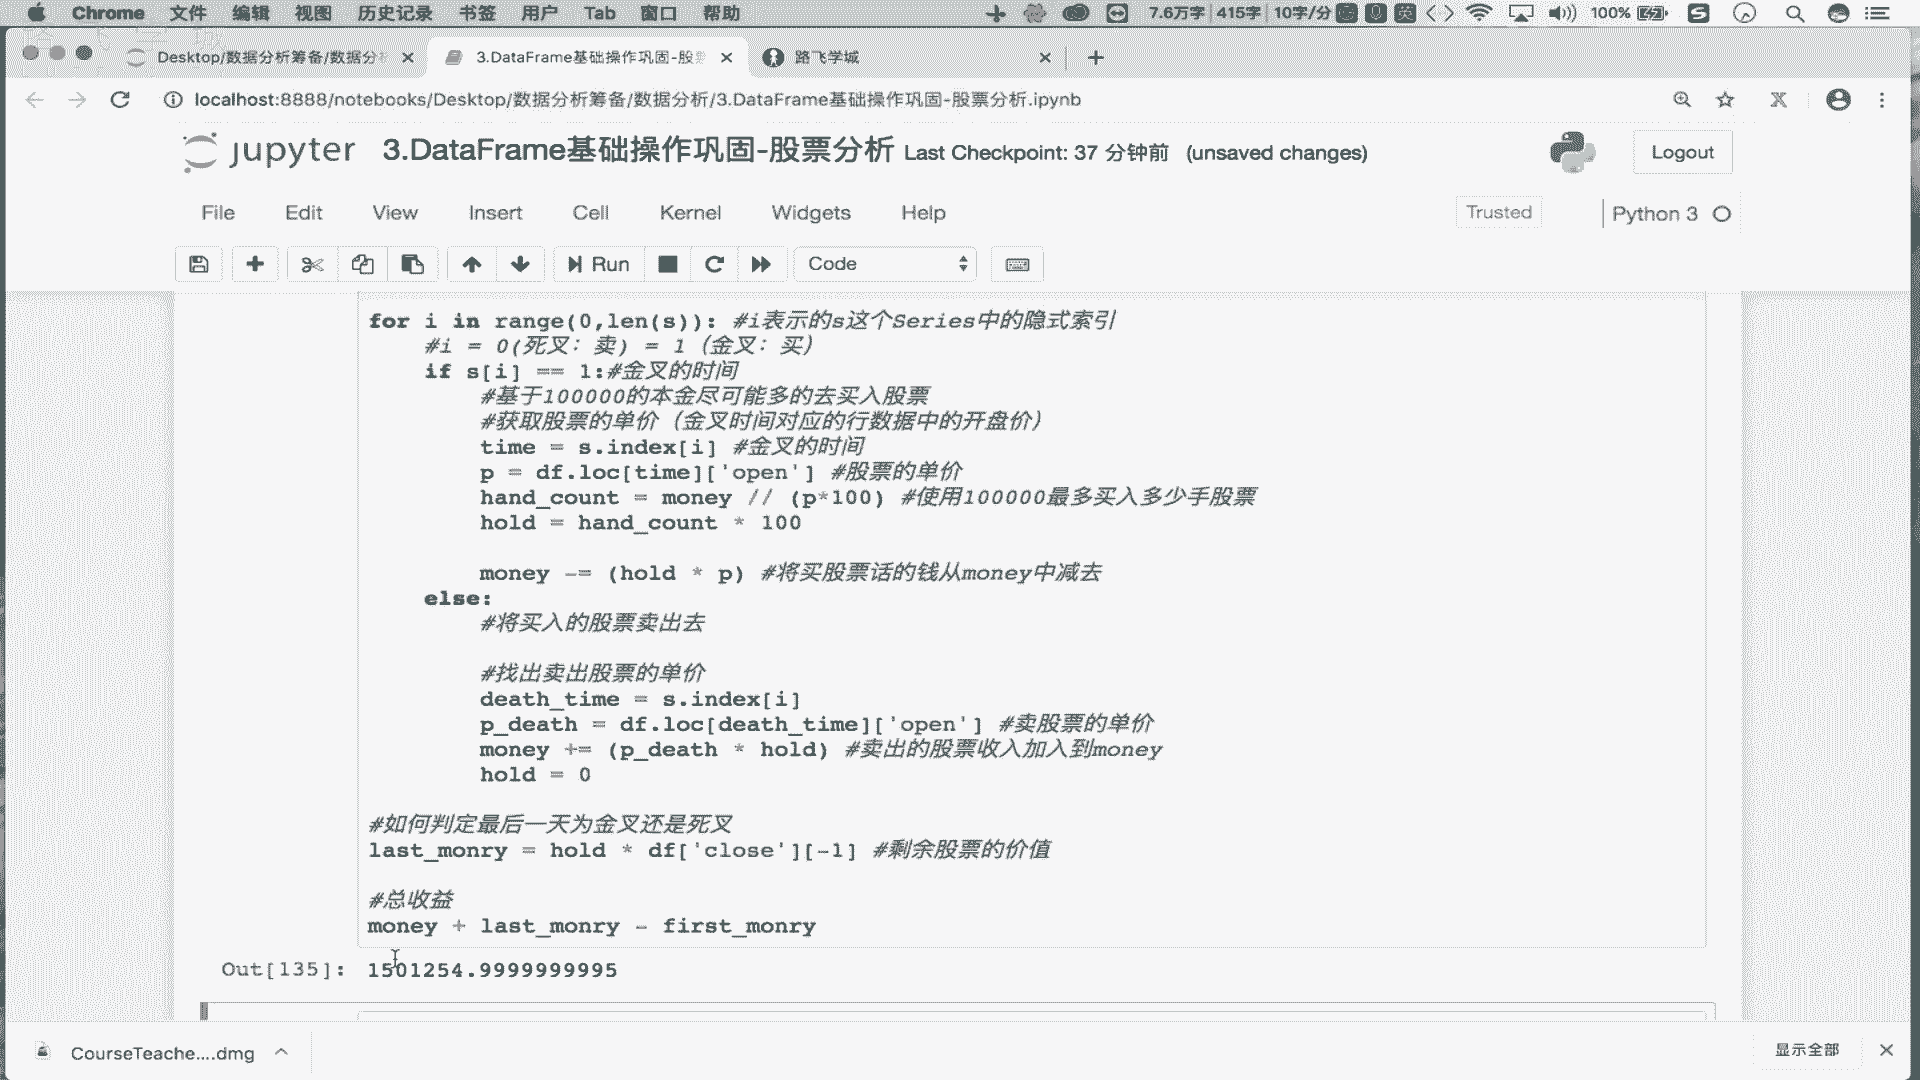 Chrome 文件 编辑 视图 历史记录 书签 用户 Tab 窗口 帮助 7.6万字 415字 10字/分 英 100%
Desktop/数据分析筹备/数据分析
3.DataFrame基础操作巩固-股票
路飞学城
localhost:8888/notebooks/Desktop/数据分析筹备/数据分析/3.DataFrame基础操作巩固-股票分析.ipynb
jupyter 3.DataFrame基础操作巩固-股票分析 Last Checkpoint: 37 分钟前 (unsaved changes)
Logout
File Edit View Insert Cell Kernel Widgets Help
Trusted Python 3
Run Code
for i in range(0,len(s)): #i表示的s这个Series中的隐式索引
#i = 0(死叉：卖) = 1（金叉：买）
if s[i] == 1:#金叉的时间
#基于100000的本金尽可能多的去买入股票
#获取股票的单价（金叉时间对应的行数据中的开盘价）
time = s.index[i] #金叉的时间
p = df.loc[time]['open'] #股票的单价
hand_count = money // (p*100) #使用100000最多买入多少手股票
hold = hand_count * 100
money -= (hold * p) #将买股票话的钱从money中减去
else:
#将买入的股票卖出去
#找出卖出股票的单价
death_time = s.index[i]
p_death = df.loc[death_time]['open'] #卖股票的单价
money += (p_death * hold) #卖出的股票收入加入到money
hold = 0
#如何判定最后一天为金叉还是死叉
last_monry = hold * df['close'][-1] #剩余股票的价值
#总收益
money + last_monry - first_monry
Out[135]: 1501254.9999999995
CourseTeache....dmg
显示全部